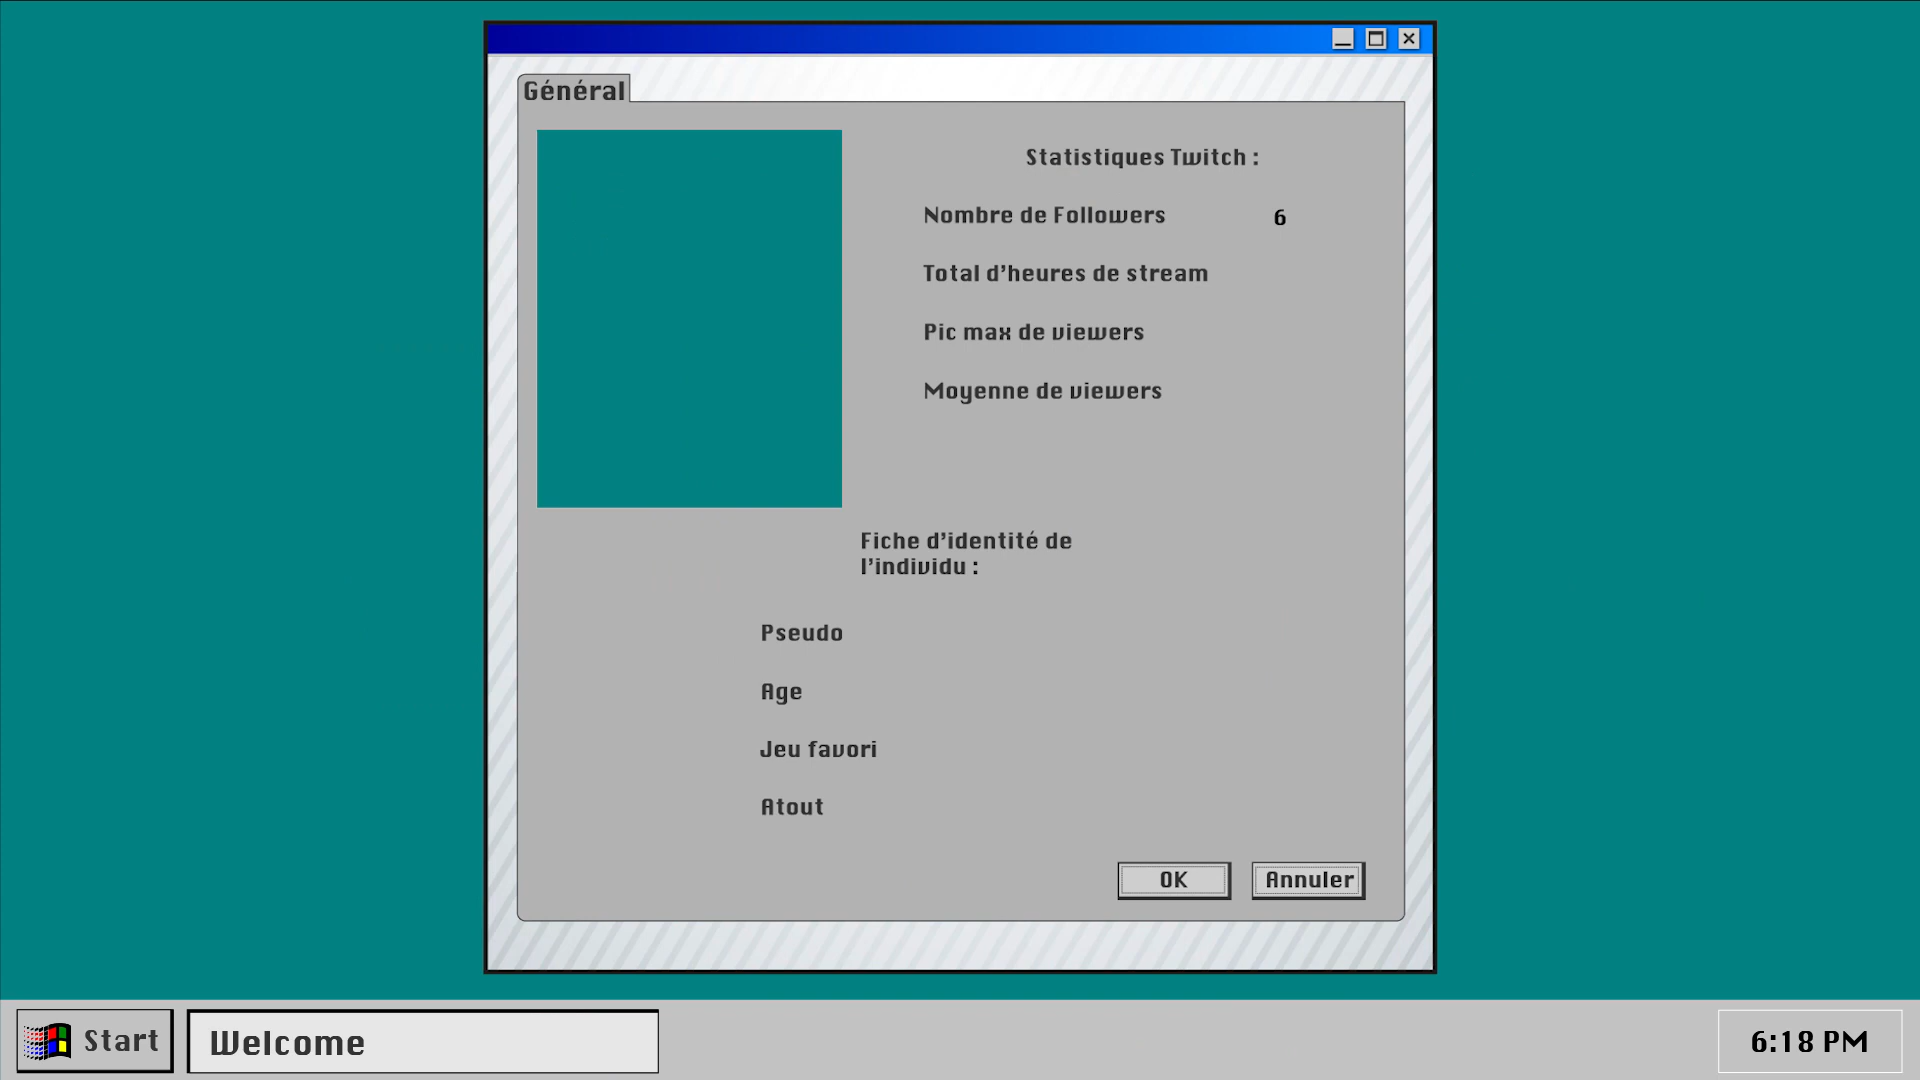 Général
Statistiques Twitch :
Nombre de Followers 6
Total d'heures de stream
Pic max de viewers
Moyenne de viewers
Fiche d'identité de
l'individu :
Pseudo
Age
Jeu favori
Atout
OK Annuler
Start Welcome 6:18 PM